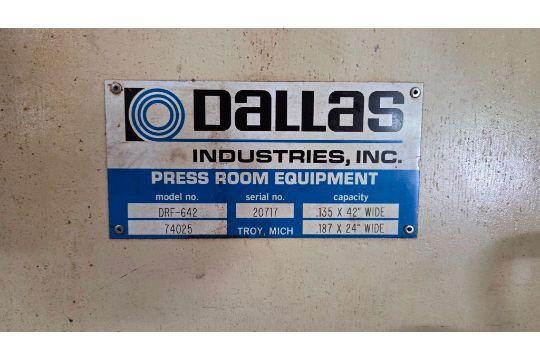 DALLAS
INDUSTRIES, INC.
PRESS ROOM EQUIPMENT
model no. serial no. capacity
DRF-642 20717 .135 X 42" WIDE
74025 TROY, MICH .187 X 24" WIDE